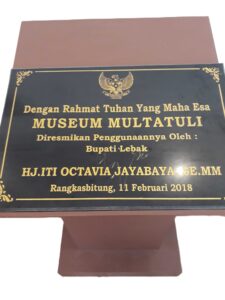 Dengan Rahmat Tuhan Yang Maha Esa
MUSEUM MULTATULI
Diresmikan Penggunaannya Oleh :
Bupati Lebak
HJ.ITI OCTAVIA JAYABAYA .SE.MM
Rangkasbitung, 11 Februari 2018